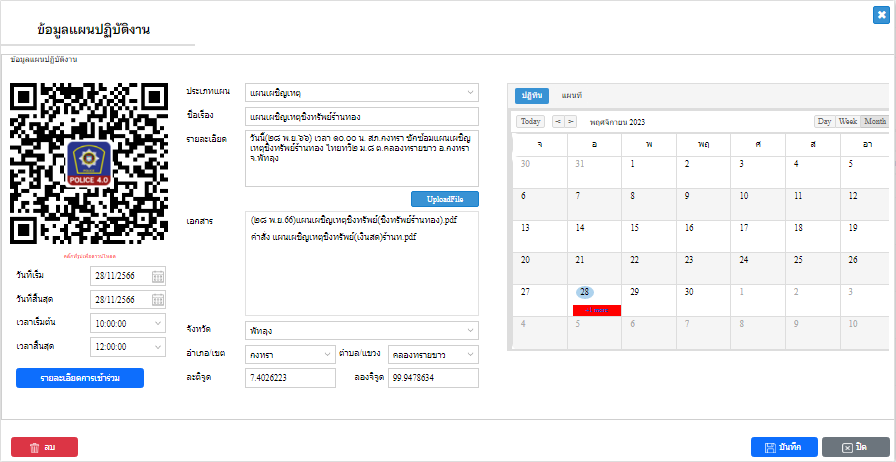 ข้อมูลแผนปฏิบัติงาน
ข้อมูลแผนปฏิบัติงาน
POLICE 4.0
คลิกที่รูปเพื่อดาวน์โหลด
วันที่เริ่ม 28/11/2566
วันที่สิ้นสุด 28/11/2566
เวลาเริ่มต้น 10:00:00
เวลาสิ้นสุด 12:00:00
รายละเอียดการเข้าร่วม
ประเภทแผน แผนเผชิญเหตุ
ชื่อเรื่อง แผนเผชิญเหตุชิงทรัพย์ร้านทอง
รายละเอียด วันนี้(๒๘ พ.ย.๖๖) เวลา ๑๐.๐๐ น. สภ.คงทรา ซักซ้อมแผนเผชิญ
เหตุชิงทรัพย์ร้านทอง ไทยทวี๒ ม.๘ ต.คลองทรายขาว อ.กงหรา
จ.พัทลุง
UploadFile
เอกสาร (๒๘ พ.ย.66)แผนเผชิญเหตุชิงทรัพย์(ชิงทรัพย์ร้านทอง).pdf
คำสั่ง แผนเผชิญเหตุชิงทรัพย์(เงินสด)ร้านท.pdf
จังหวัด พัทลุง
อำเภอ/เขต กงหรา ตำบล/แขวง คลองทรายขาว
ละติจูด 7.4026223 ลองจิจูด 99.9478634
ปฏิทิน แผนที่
Today < > พฤศจิกายน 2023 Day Week Month
จ อ พ พฤ ศ ส อา
30 31 1 2 3 4 5
6 7 8 9 10 11 12
13 14 15 16 17 18 19
20 21 22 23 24 25 26
27 28 29 30 1 2 3
4 5 6 7 8 9 10
ลบ บันทึก ปิด